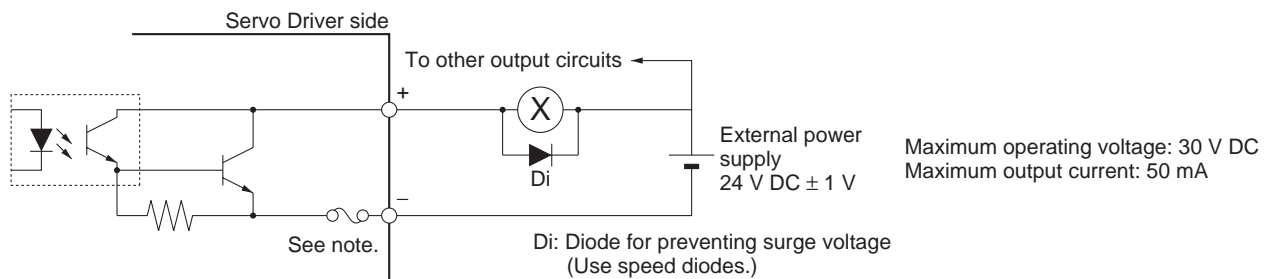 Servo Driver side
To other output circuits
+
X
Di
External power
supply
24 V DC ± 1 V
Maximum operating voltage: 30 V DC
Maximum output current: 50 mA
−
See note.
Di: Diode for preventing surge voltage
(Use speed diodes.)